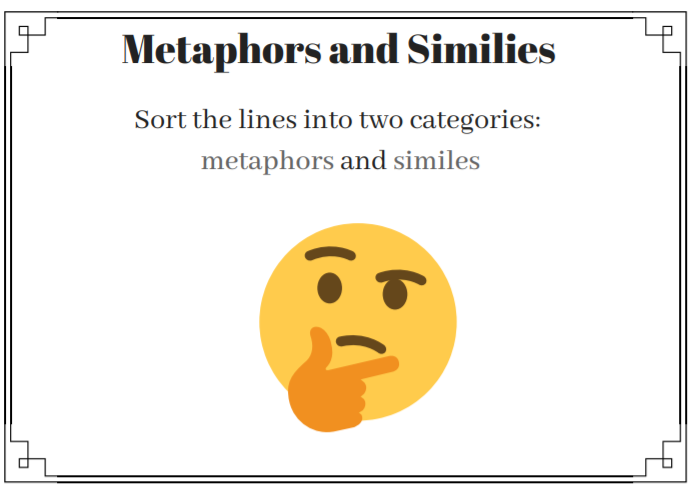 Metaphors and Similies
Sort the lines into two categories:
metaphors and similes